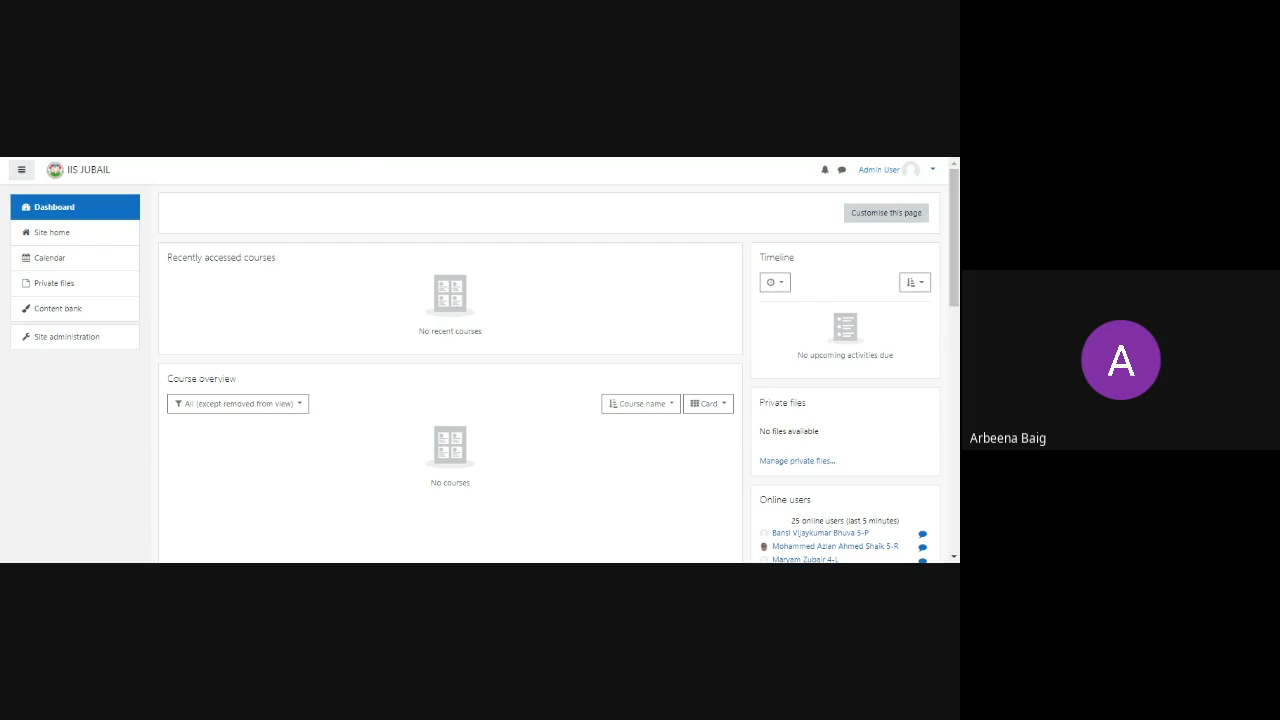 IIS JUBAIL
Admin User
Dashboard
Site home
Calendar
Private files
Content bank
Site administration
Customise this page
Recently accessed courses
No recent courses
Course overview
All (except removed from view)
Course name
Card
No courses
Timeline
No upcoming activities due
Private files
No files available
Manage private files...
Online users
25 online users (last 5 minutes)
Bansi Vijaykumar Bhuva 5-P
Mohammed Azlan Ahmed Shaik 5-R
Maryam Zubair 4-L
A
Arbeena Baig